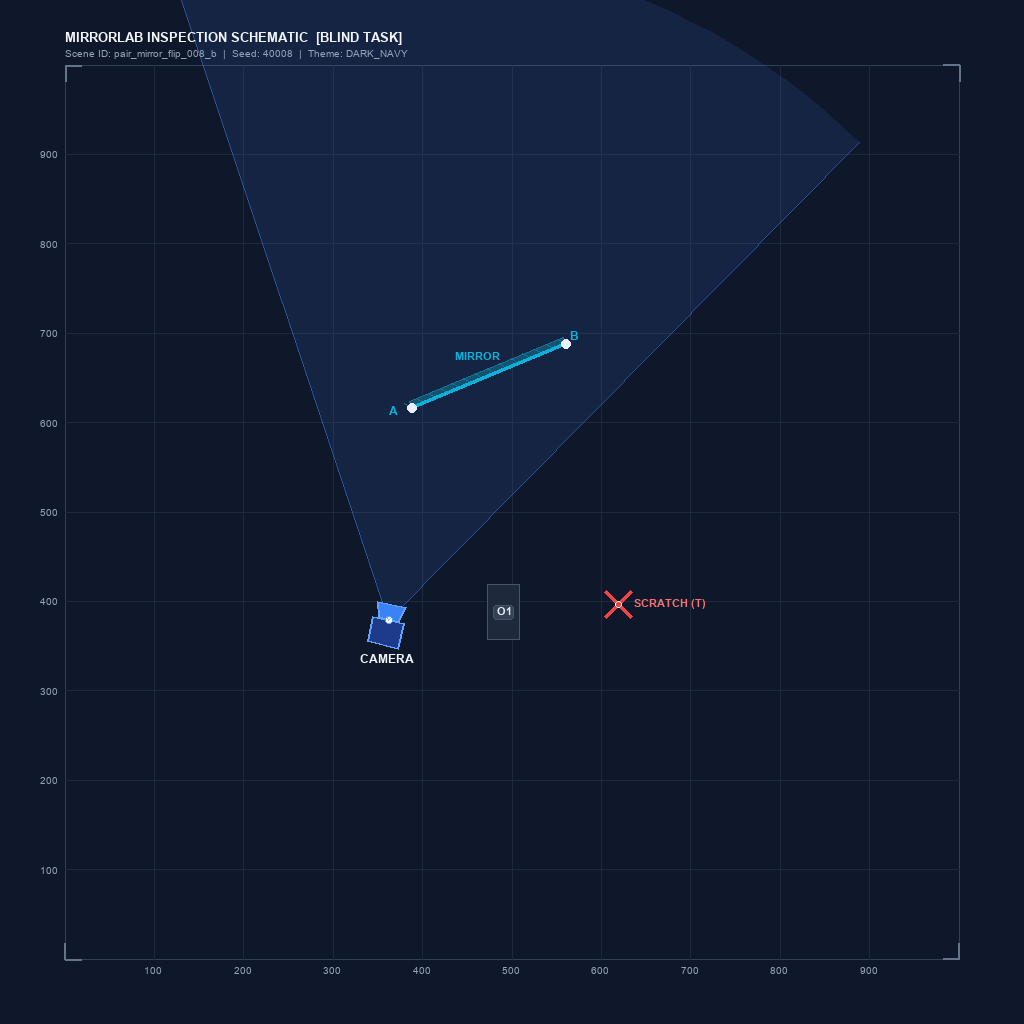 MIRRORLAB INSPECTION SCHEMATIC  [BLIND TASK]
Scene ID: pair_mirror_flip_008_b  |  Seed: 40008  |  Theme: DARK_NAVY
900
800
700
B
MIRROR
A
600
500
400
O1
SCRATCH (T)
CAMERA
300
200
100
100 200 300 400 500 600 700 800 900